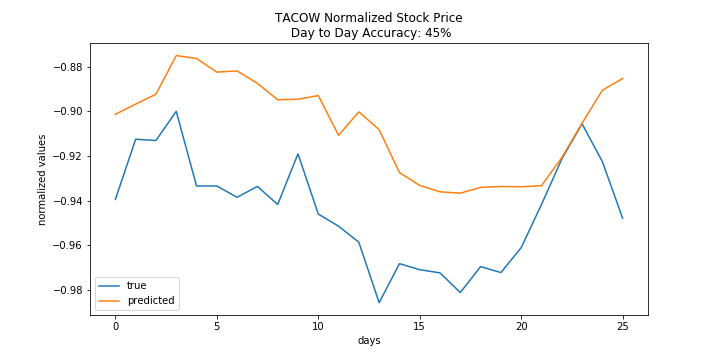 TACOW Normalized Stock Price
Day to Day Accuracy: 45%
−0.88
−0.90
−0.92
−0.94
−0.96
−0.98
normalized values
true
predicted
0 5 10 15 20 25
days